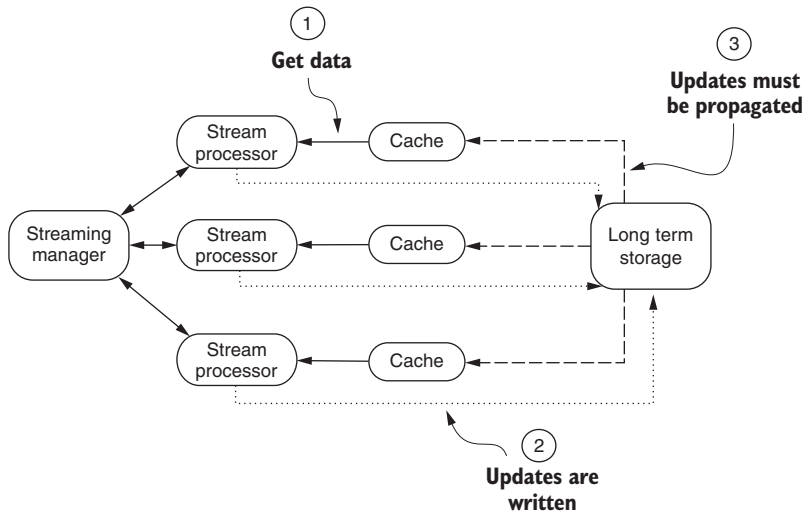 1
Get data
3
Updates must
be propagated
Stream
processor
Cache
Streaming
manager
Stream
processor
Cache
Long term
storage
Stream
processor
Cache
2
Updates are
written